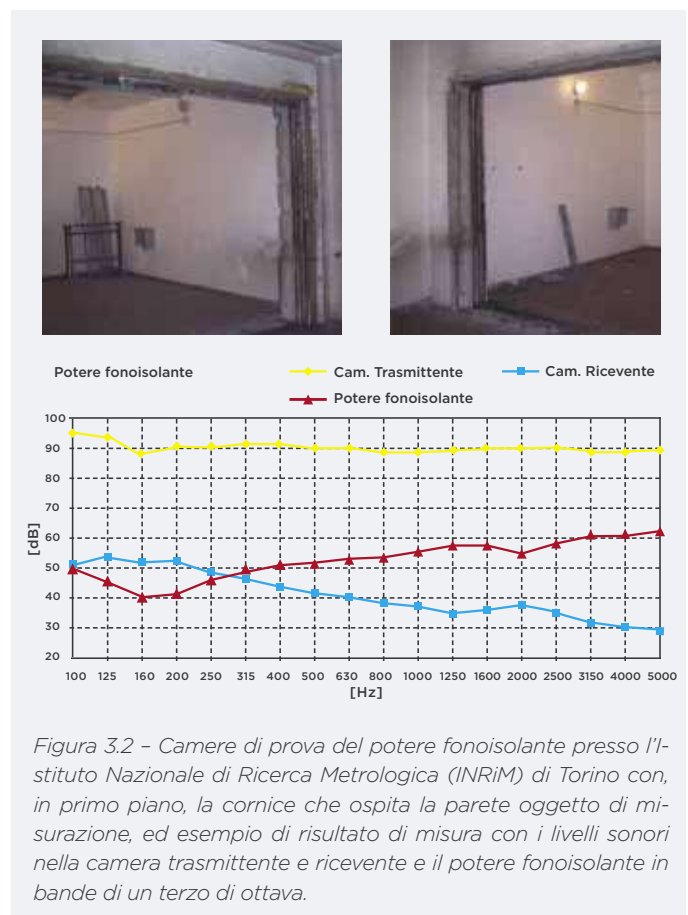 Potere fonoisolante
Cam. Trasmittente
Cam. Ricevente
Potere fonoisolante
100
90
80
70
60
50
40
30
20
[dB]
100 125 160 200 250 315 400 500 630 800 1000 1250 1600 2000 2500 3150 4000 5000
[Hz]
Figura 3.2 – Camere di prova del potere fonoisolante presso l'I-
stituto Nazionale di Ricerca Metrologica (INRiM) di Torino con,
in primo piano, la cornice che ospita la parete oggetto di mi-
surazione, ed esempio di risultato di misura con i livelli sonori
nella camera trasmittente e ricevente e il potere fonoisolante in
bande di un terzo di ottava.